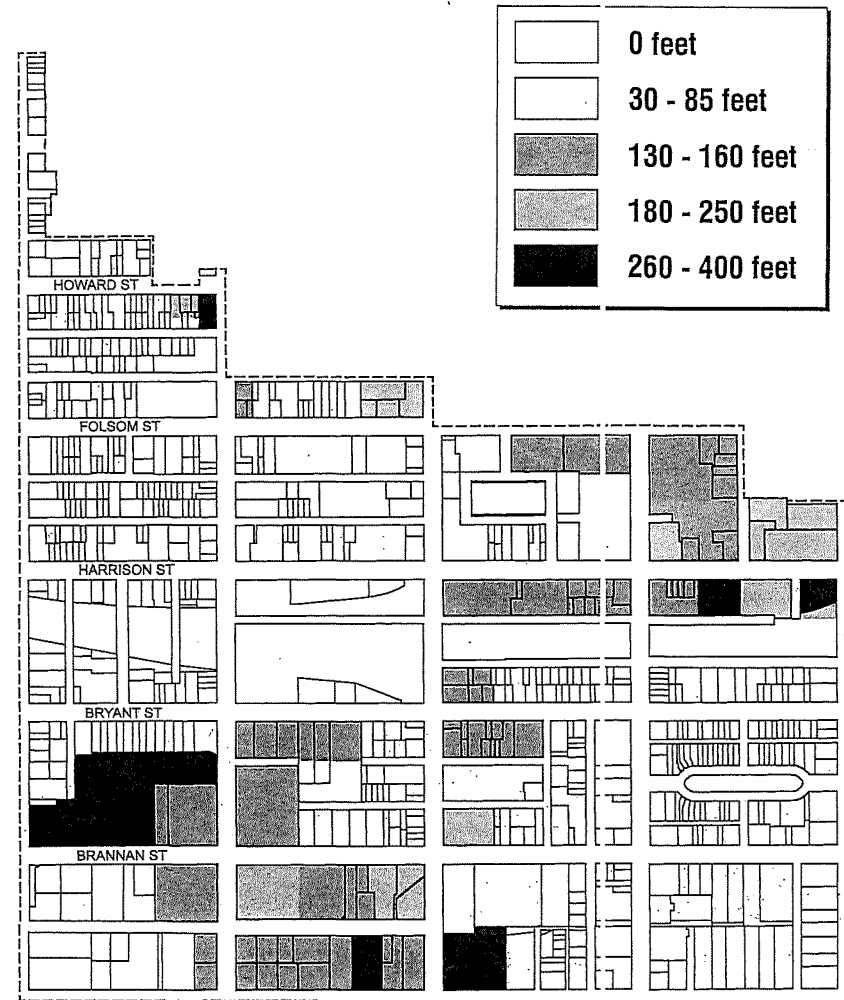 0 feet
30 - 85 feet
130 - 160 feet
180 - 250 feet
260 - 400 feet
HOWARD ST
FOLSOM ST
HARRISON ST
BRYANT ST
BRANNAN ST